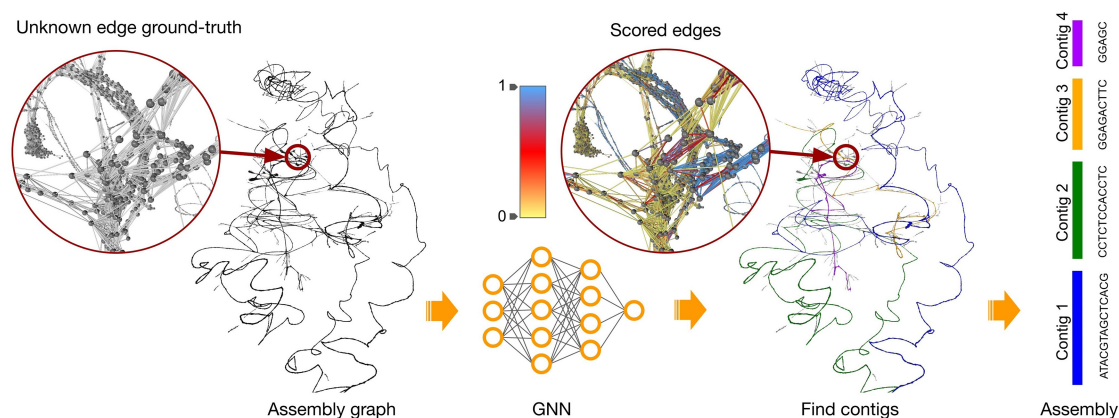 Unknown edge ground-truth
Scored edges
1
0
Assembly graph
GNN
Find contigs
Assembly
Contig 4
GGAGC
Contig 3
GGAGACTTC
Contig 2
CCTCTCCACCTC
Contig 1
ATACGTAGCTCACG